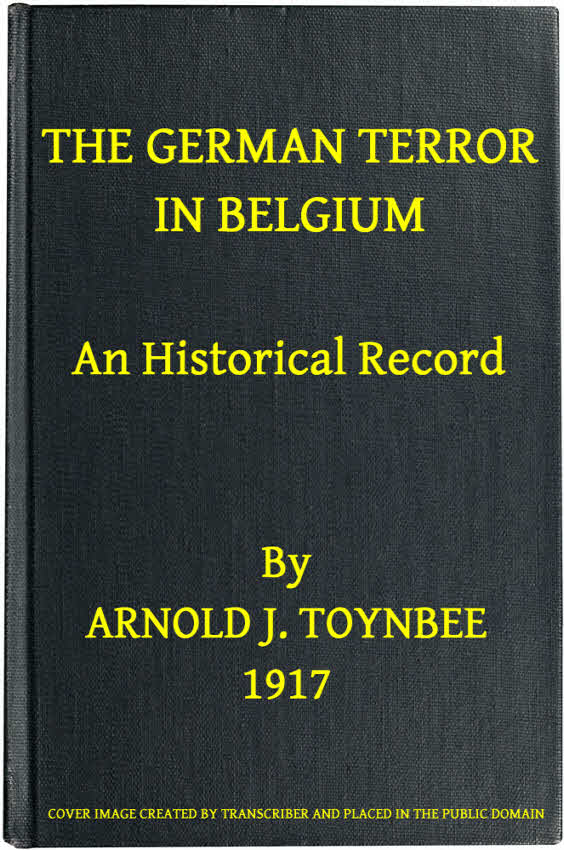 THE GERMAN TERROR
IN BELGIUM
An Historical Record
By
ARNOLD J. TOYNBEE
1917
COVER IMAGE CREATED BY TRANSCRIBER AND PLACED IN THE PUBLIC DOMAIN